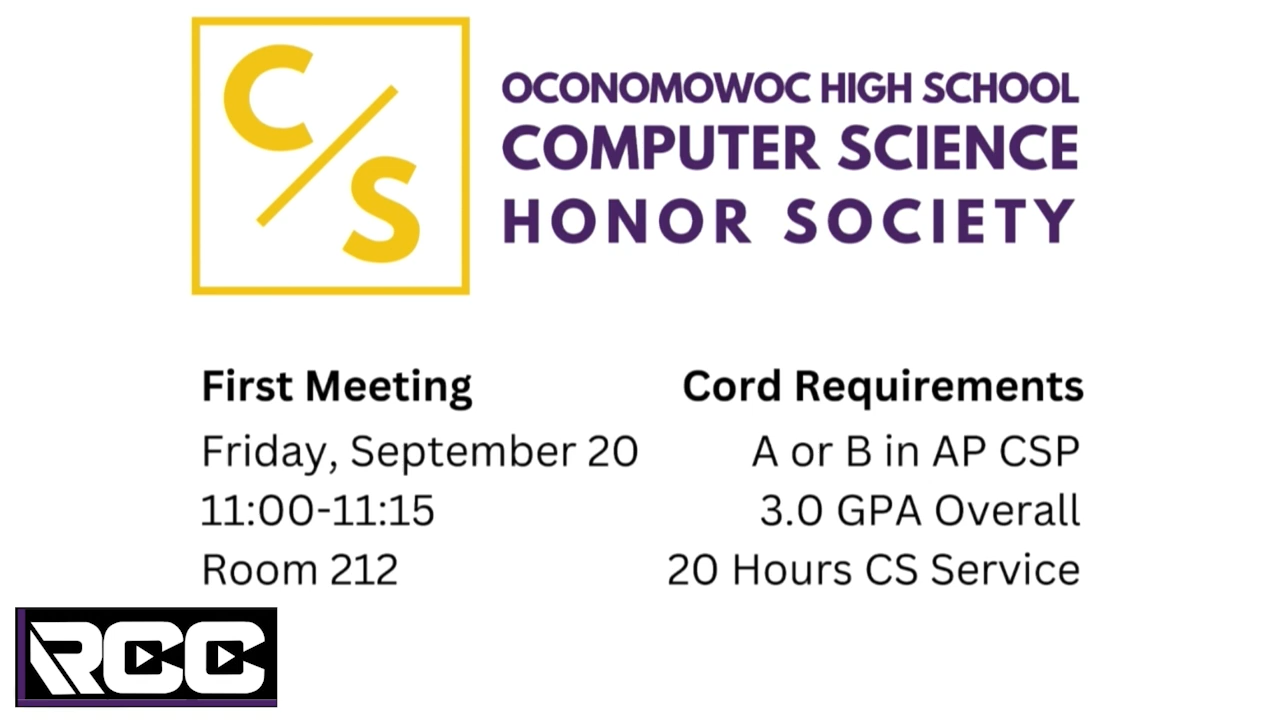 C/S
OCONOMOWOC HIGH SCHOOL
COMPUTER SCIENCE
HONOR SOCIETY
First Meeting
Friday, September 20
11:00-11:15
Room 212
Cord Requirements
A or B in AP CSP
3.0 GPA Overall
20 Hours CS Service
RCC